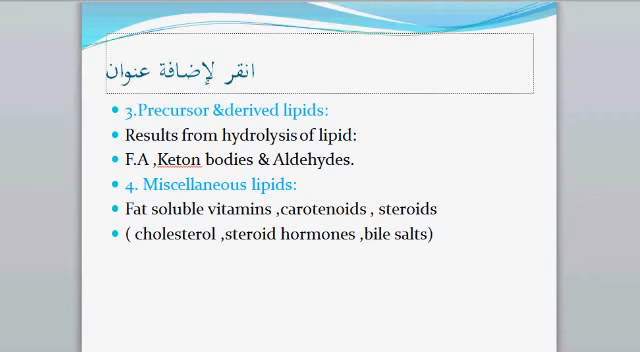 انقر لإضافة عنوان
3.Precursor &derived lipids:
Results from hydrolysis of lipid:
F.A ,Keton bodies & Aldehydes.
4. Miscellaneous lipids:
Fat soluble vitamins ,carotenoids , steroids
( cholesterol ,steroid hormones ,bile salts)